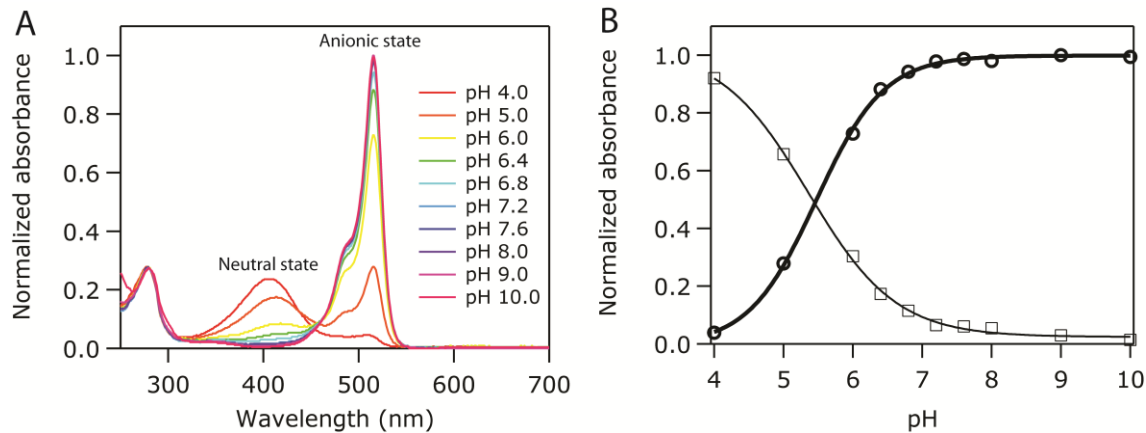 A
Anionic state
Neutral state
pH 4.0
pH 5.0
pH 6.0
pH 6.4
pH 6.8
pH 7.2
pH 7.6
pH 8.0
pH 9.0
pH 10.0
1.0
0.8
0.6
0.4
0.2
0.0
Normalized absorbance
300 400 500 600 700
Wavelength (nm)
B
1.0
0.8
0.6
0.4
0.2
0.0
Normalized absorbance
4 5 6 7 8 9 10
pH